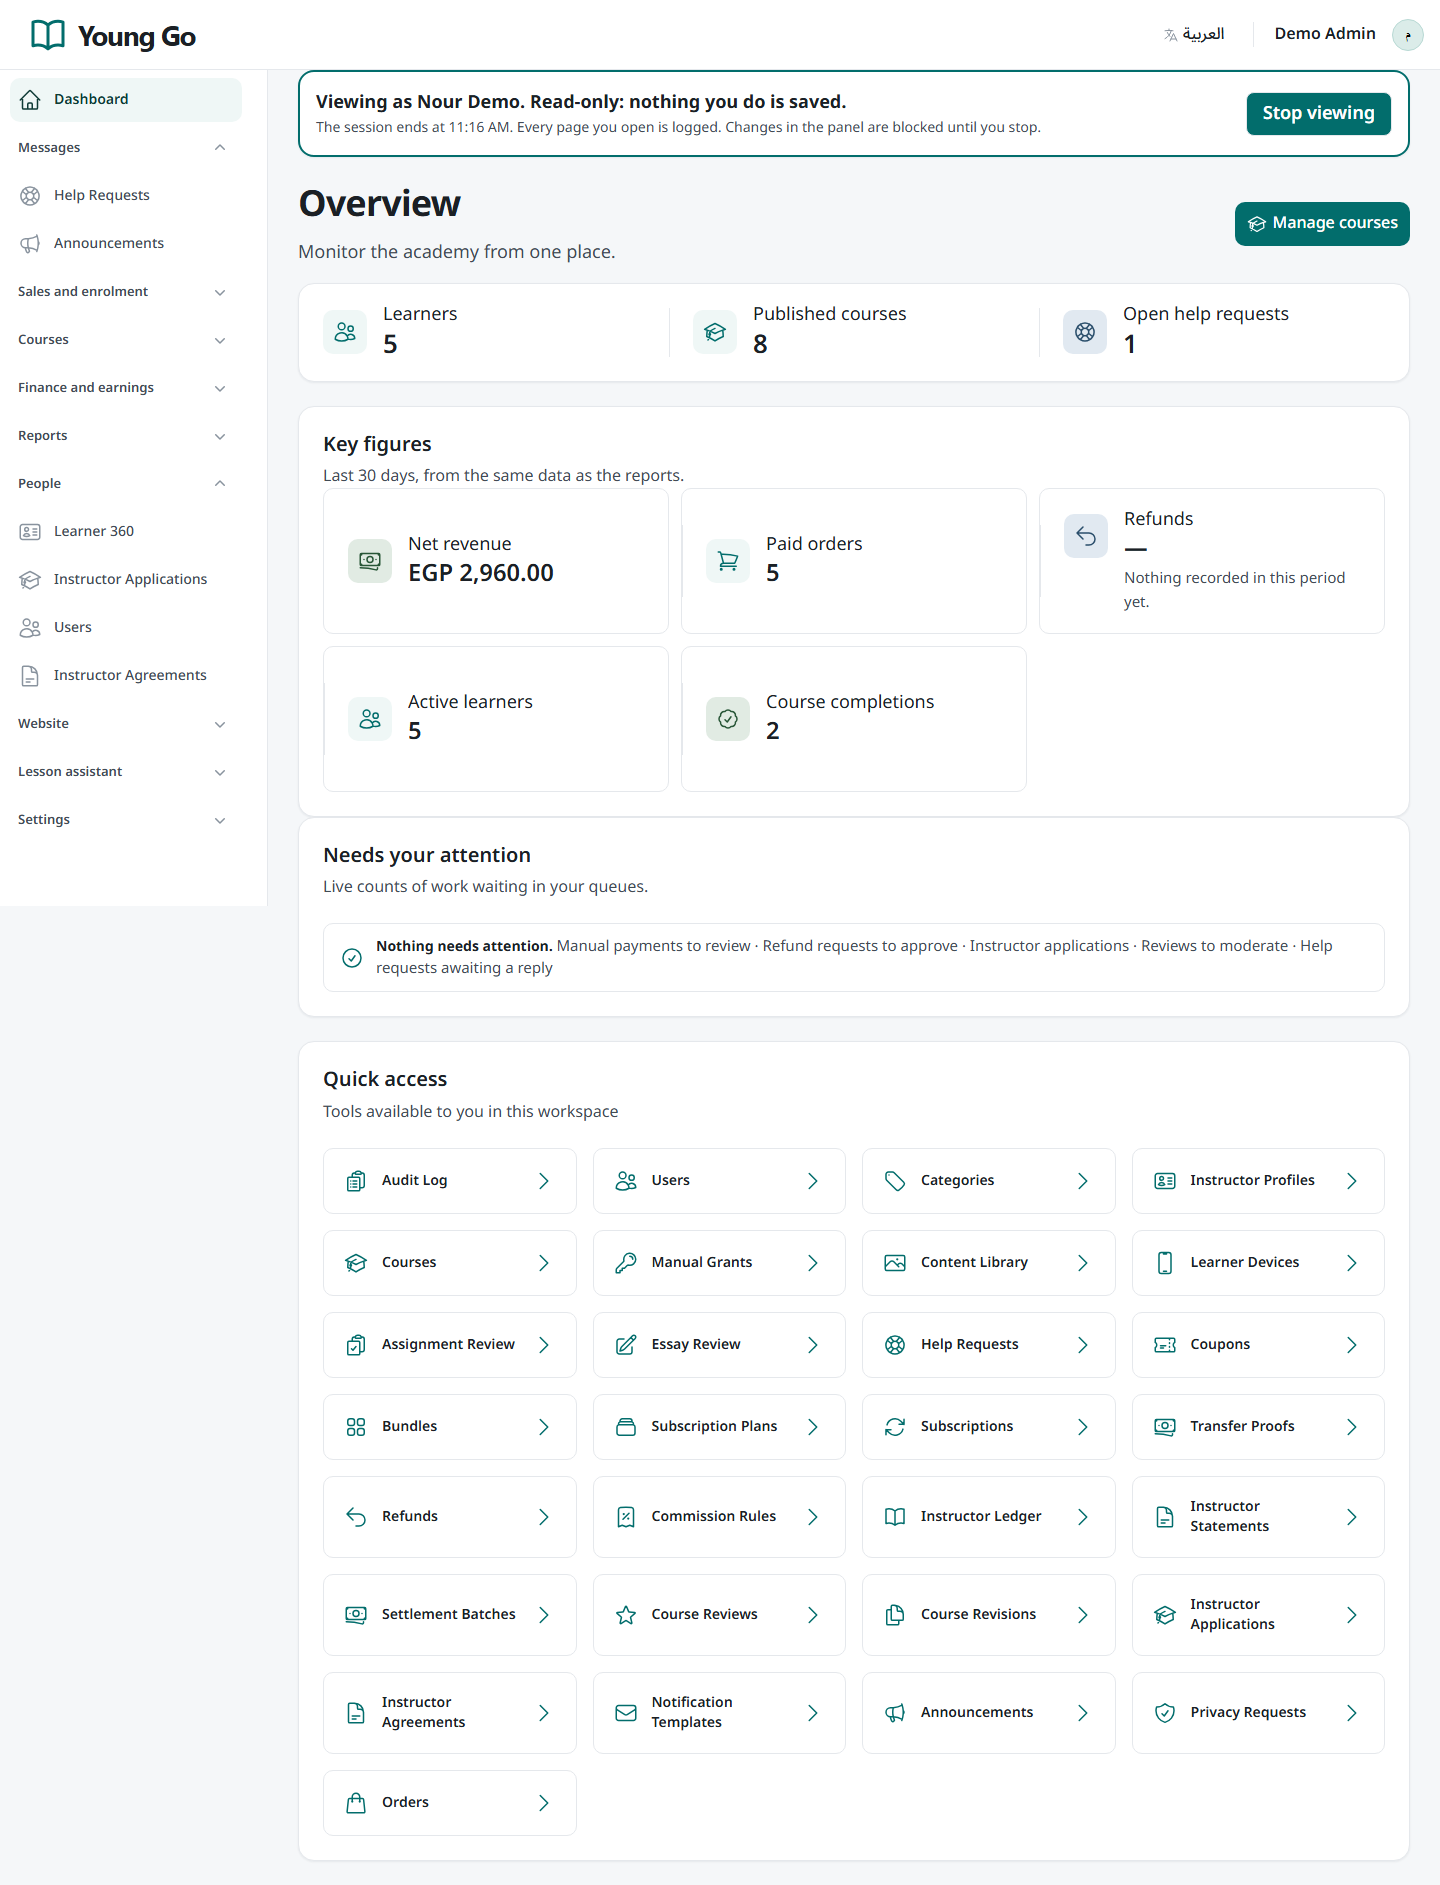 Young Go
العربية
Demo Admin
م
Dashboard
Messages
Help Requests
Announcements
Sales and enrolment
Courses
Finance and earnings
Reports
People
Learner 360
Instructor Applications
Users
Instructor Agreements
Website
Lesson assistant
Settings
Viewing as Nour Demo. Read-only: nothing you do is saved.
The session ends at 11:16 AM. Every page you open is logged. Changes in the panel are blocked until you stop.
Stop viewing
Overview
Monitor the academy from one place.
Manage courses
Learners
5
Published courses
8
Open help requests
1
Key figures
Last 30 days, from the same data as the reports.
Net revenue
EGP 2,960.00
Paid orders
5
Refunds
—
Nothing recorded in this period
yet.
Active learners
5
Course completions
2
Needs your attention
Live counts of work waiting in your queues.
Nothing needs attention. Manual payments to review · Refund requests to approve · Instructor applications · Reviews to moderate · Help
requests awaiting a reply
Quick access
Tools available to you in this workspace
Audit Log
Users
Categories
Instructor Profiles
Courses
Manual Grants
Content Library
Learner Devices
Assignment Review
Essay Review
Help Requests
Coupons
Bundles
Subscription Plans
Subscriptions
Transfer Proofs
Refunds
Commission Rules
Instructor Ledger
Instructor
Statements
Settlement Batches
Course Reviews
Course Revisions
Instructor
Applications
Instructor
Agreements
Notification
Templates
Announcements
Privacy Requests
Orders